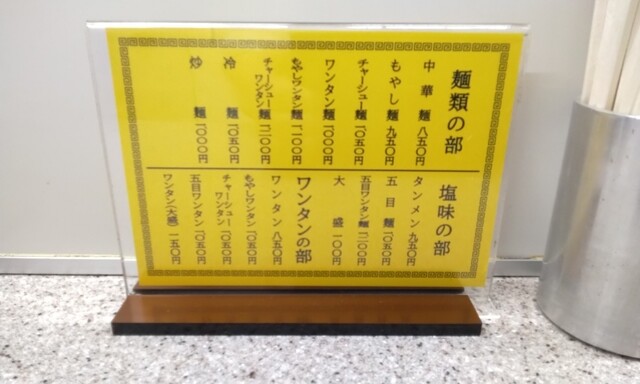 麺類の部
中華麺 八五〇円
もやし麺 九五〇円
チャーシュー麺 一〇五〇円
ワンタン麺 一〇〇〇円
もやしワンタン麺 一一〇〇円
チャーシューワンタン麺 一二〇〇円
冷麺 一〇五〇円
炒麺 一〇〇〇円
塩味の部
タンメン 九五〇円
五目麺 一〇五〇円
五目ワンタン麺 一二〇〇円
大盛 一〇〇円
ワンタンの部
ワンタン 八五〇円
もやしワンタン 一〇五〇円
チャーシューワンタン 一〇五〇円
五目ワンタン 一〇五〇円
ワンタン(大盛) 一五〇円